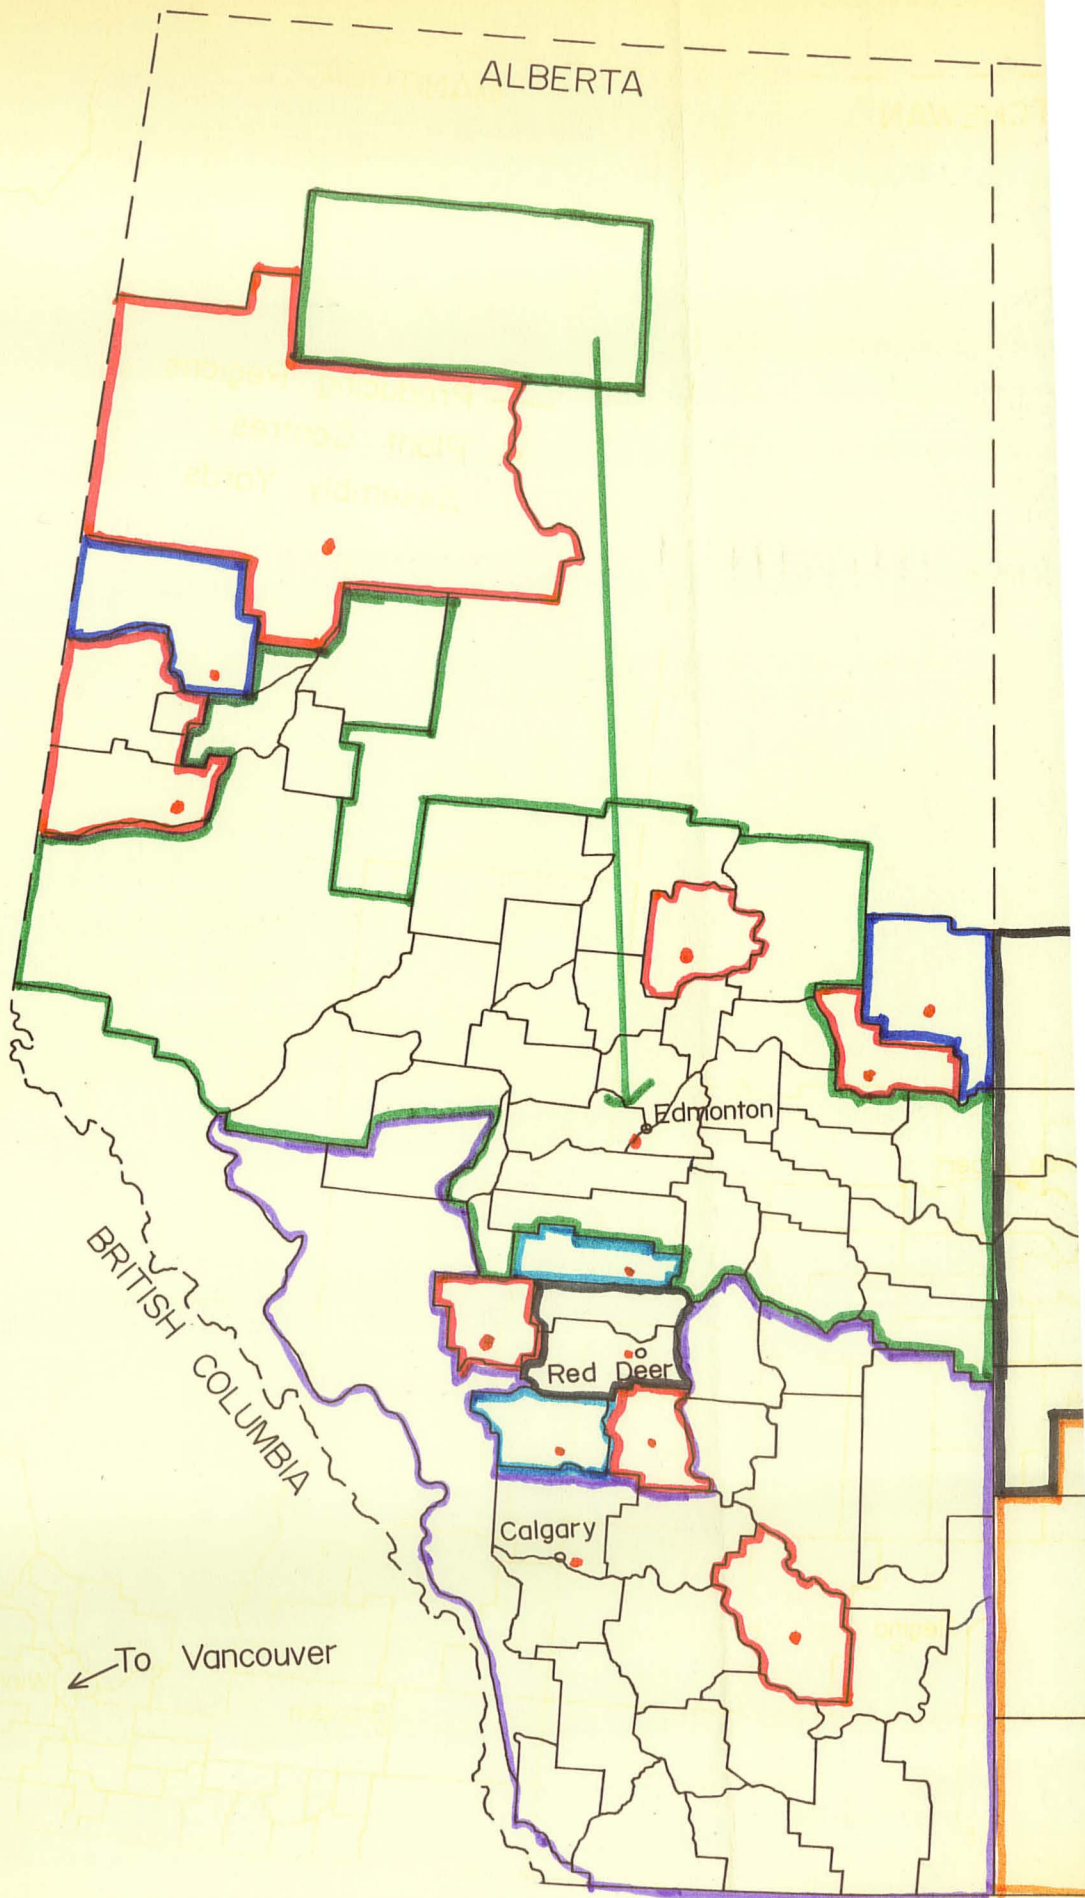 ALBERTA
Edmonton
BRITISH COLUMBIA
Red Deer
Calgary
To Vancouver